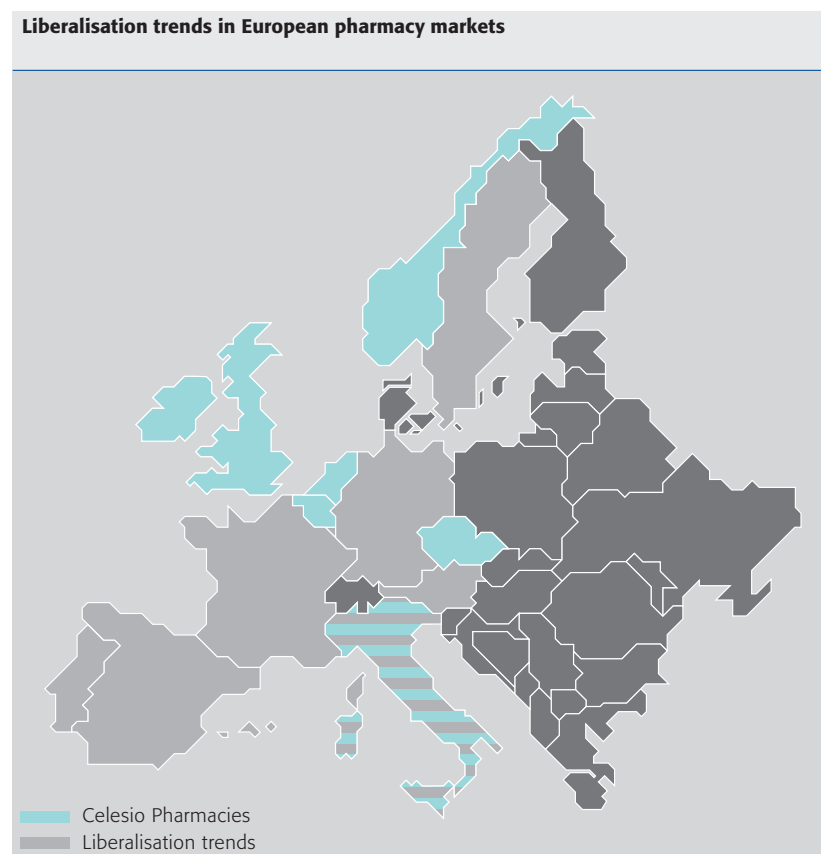 Liberalisation trends in European pharmacy markets
Celesio Pharmacies
Liberalisation trends